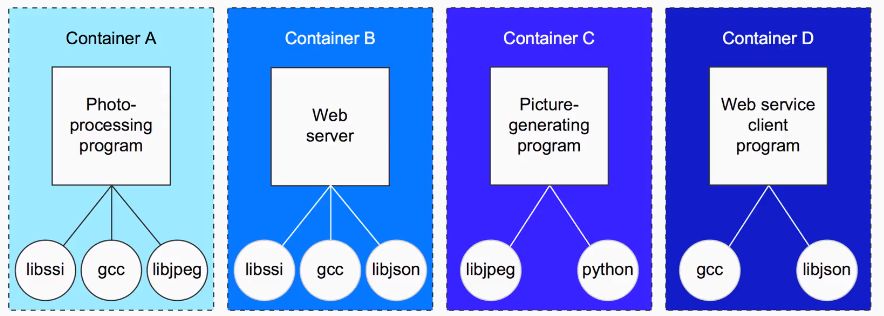 Container A
Container B
Container C
Container D
Photo-
processing
program
Web
server
Picture-
generating
program
Web service
client
program
libssi
gcc
libjpeg
libssi
gcc
libjson
libjpeg
python
gcc
libjson